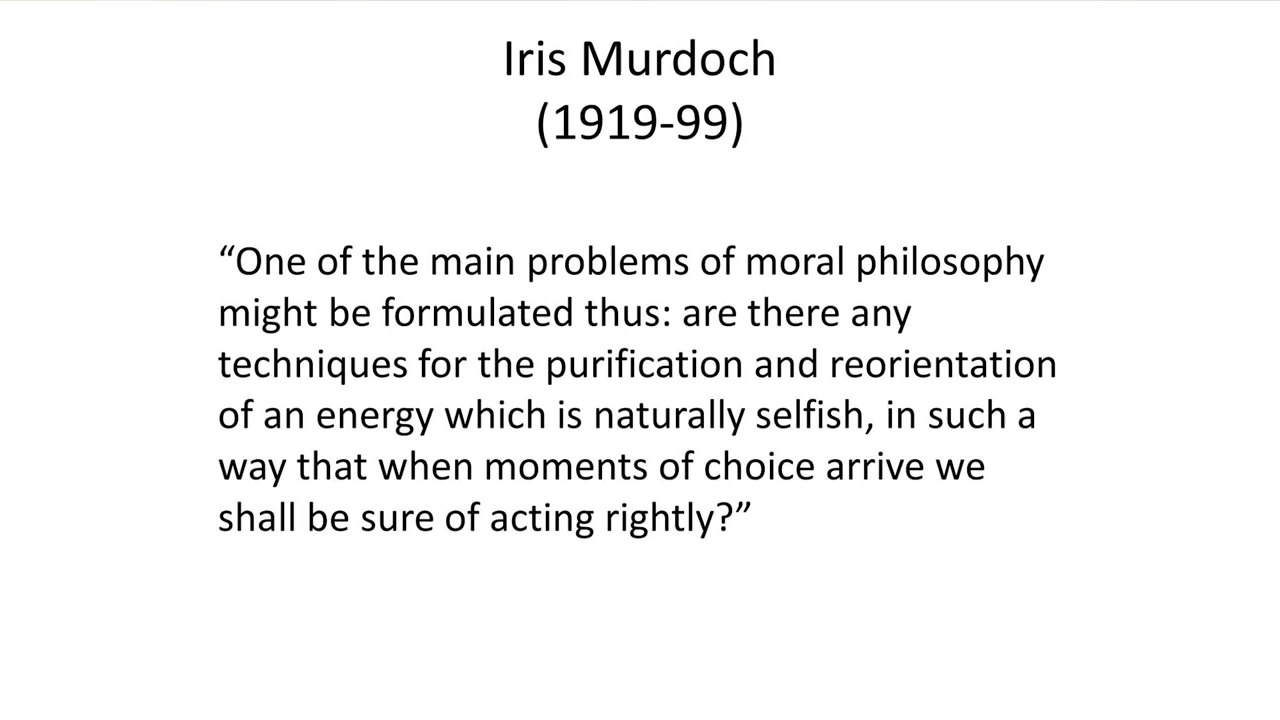 Iris Murdoch
(1919-99)
“One of the main problems of moral philosophy
might be formulated thus: are there any
techniques for the purification and reorientation
of an energy which is naturally selfish, in such a
way that when moments of choice arrive we
shall be sure of acting rightly?”